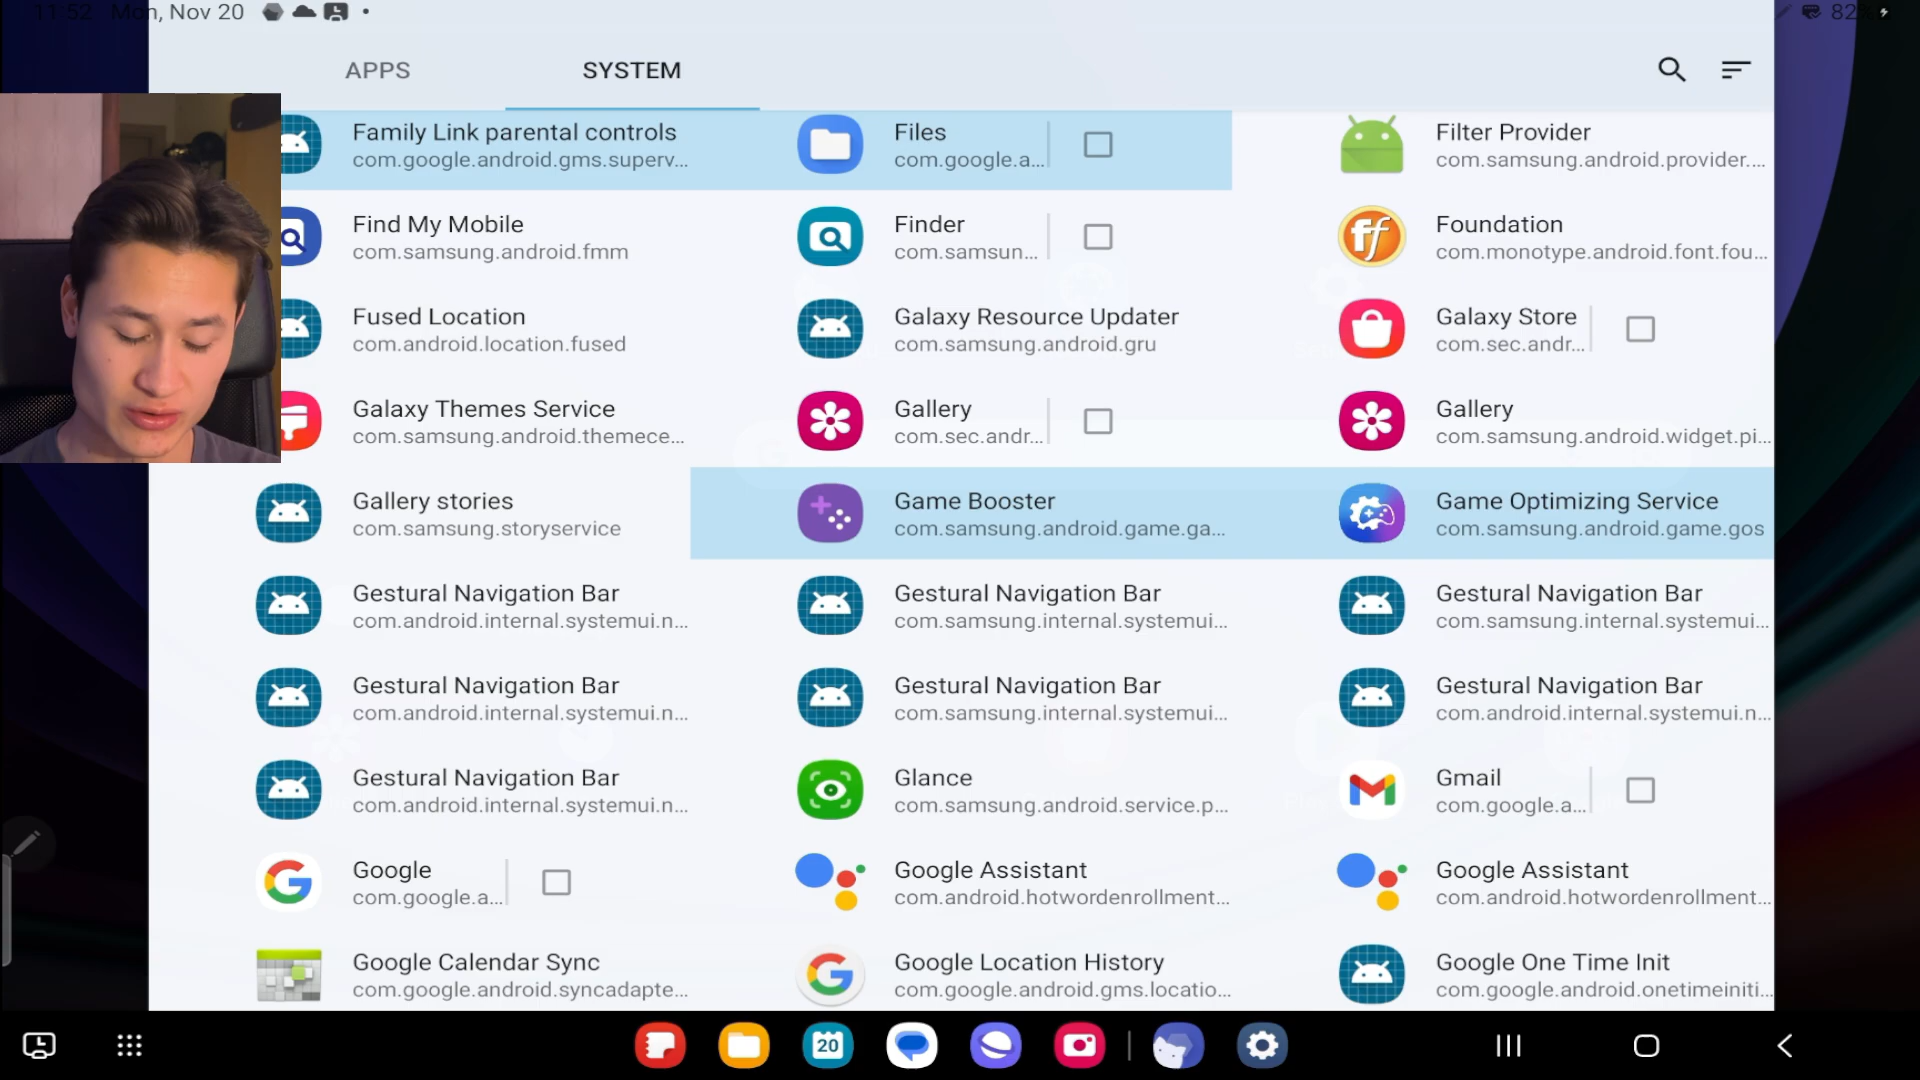 11:52 Mon, Nov 20
82%
APPS SYSTEM
Family Link parental controls
com.google.android.gms.superv...
Files
com.google.a...
Filter Provider
com.samsung.android.provider....
Find My Mobile
com.samsung.android.fmm
Finder
com.samsun...
Foundation
com.monotype.android.font.fou...
Fused Location
com.android.location.fused
Galaxy Resource Updater
com.samsung.android.gru
Galaxy Store
com.sec.andr...
Galaxy Themes Service
com.samsung.android.themece...
Gallery
com.sec.andr...
Gallery
com.samsung.android.widget.pi...
Gallery stories
com.samsung.storyservice
Game Booster
com.samsung.android.game.ga...
Game Optimizing Service
com.samsung.android.game.gos
Gestural Navigation Bar
com.android.internal.systemui.n...
Gestural Navigation Bar
com.samsung.internal.systemui...
Gestural Navigation Bar
com.samsung.internal.systemui...
Gestural Navigation Bar
com.android.internal.systemui.n...
Gestural Navigation Bar
com.samsung.internal.systemui...
Gestural Navigation Bar
com.android.internal.systemui.n...
Gestural Navigation Bar
com.android.internal.systemui.n...
Glance
com.samsung.android.service.p...
Gmail
com.google.a...
Google
com.google.a...
Google Assistant
com.android.hotwordenrollment...
Google Assistant
com.android.hotwordenrollment...
Google Calendar Sync
com.google.android.syncadapte...
Google Location History
com.google.android.gms.locatio...
Google One Time Init
com.google.android.onetimeiniti...
20